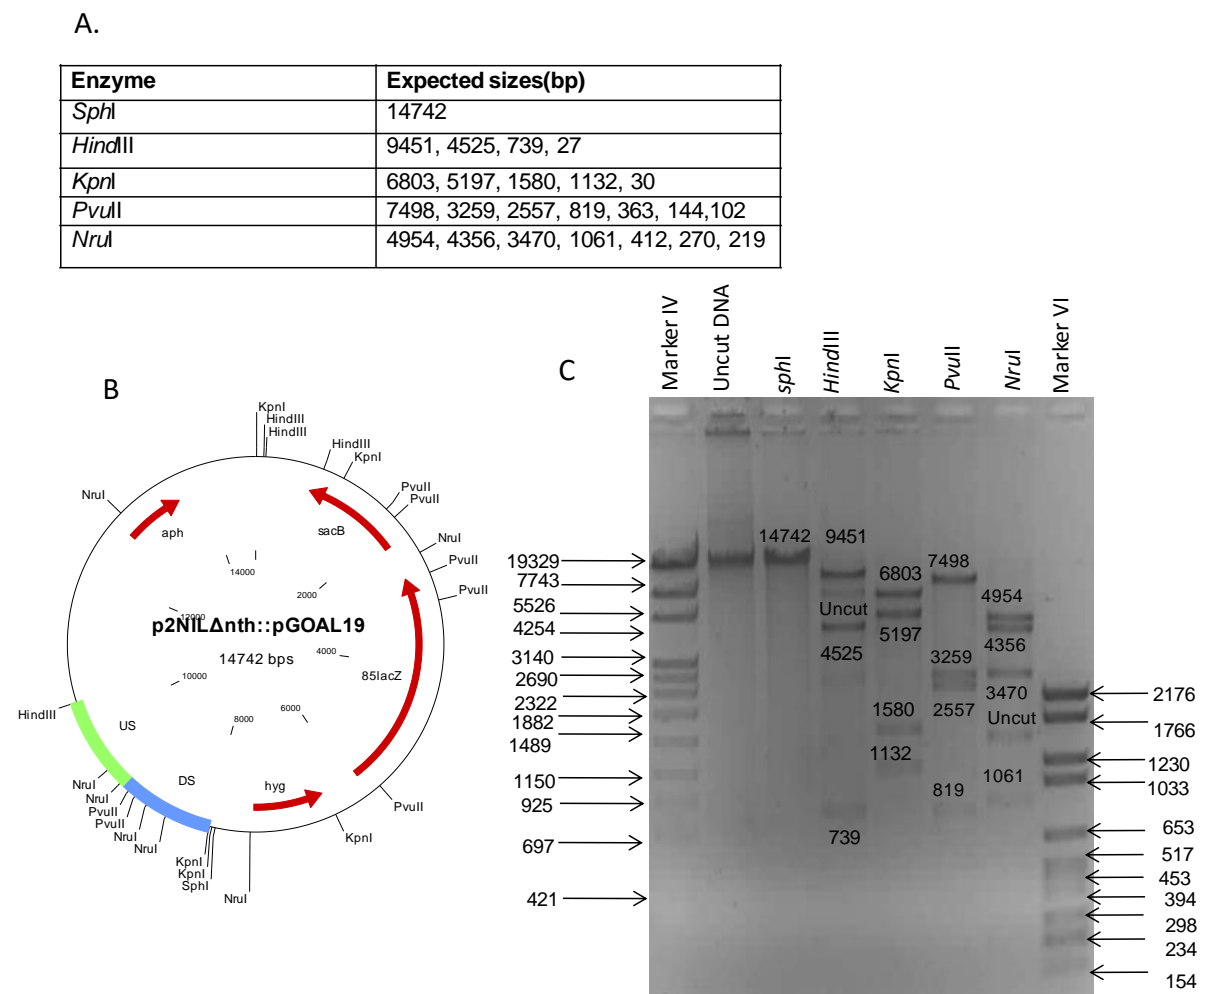 A.
Enzyme Expected sizes(bp)
SphI 14742
HindIII 9451, 4525, 739, 27
KpnI 6803, 5197, 1580, 1132, 30
PvuII 7498, 3259, 2557, 819, 363, 144,102
NruI 4954, 4356, 3470, 1061, 412, 270, 219
B
KpnI
HindIII
HindIII
HindIII
KpnI
PvuII
PvuII
NruI
PvuII
PvuII
NruI
aph
sacB
14000
2000
12000
p2NILΔnth::pGOAL19
14742 bps
4000
85lacZ
10000
6000
8000
HindIII
US
DS
hyg
NruI
NruI
PvuII
PvuII
NruI
NruI
KpnI
KpnI
SphI
NruI
KpnI
PvuII
C
Marker IV
Uncut DNA
sphI
HindIII
KpnI
PvuII
NruI
Marker VI
19329
7743
5526
4254
3140
2690
2322
1882
1489
1150
925
697
421
14742
9451
Uncut
4525
739
6803
5197
1580
1132
7498
3259
2557
819
4954
4356
3470
Uncut
1061
2176
1766
1230
1033
653
517
453
394
298
234
154